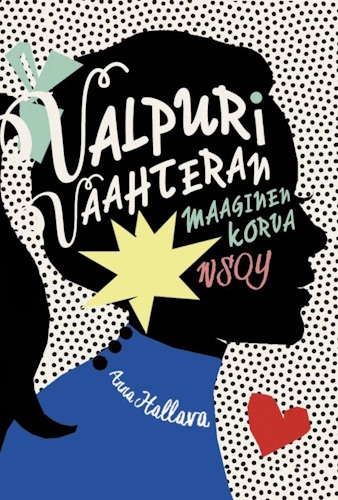 VALPURI
VAAHTERAN
MAAGINEN
KORVA
WSOY
Anna Hallava